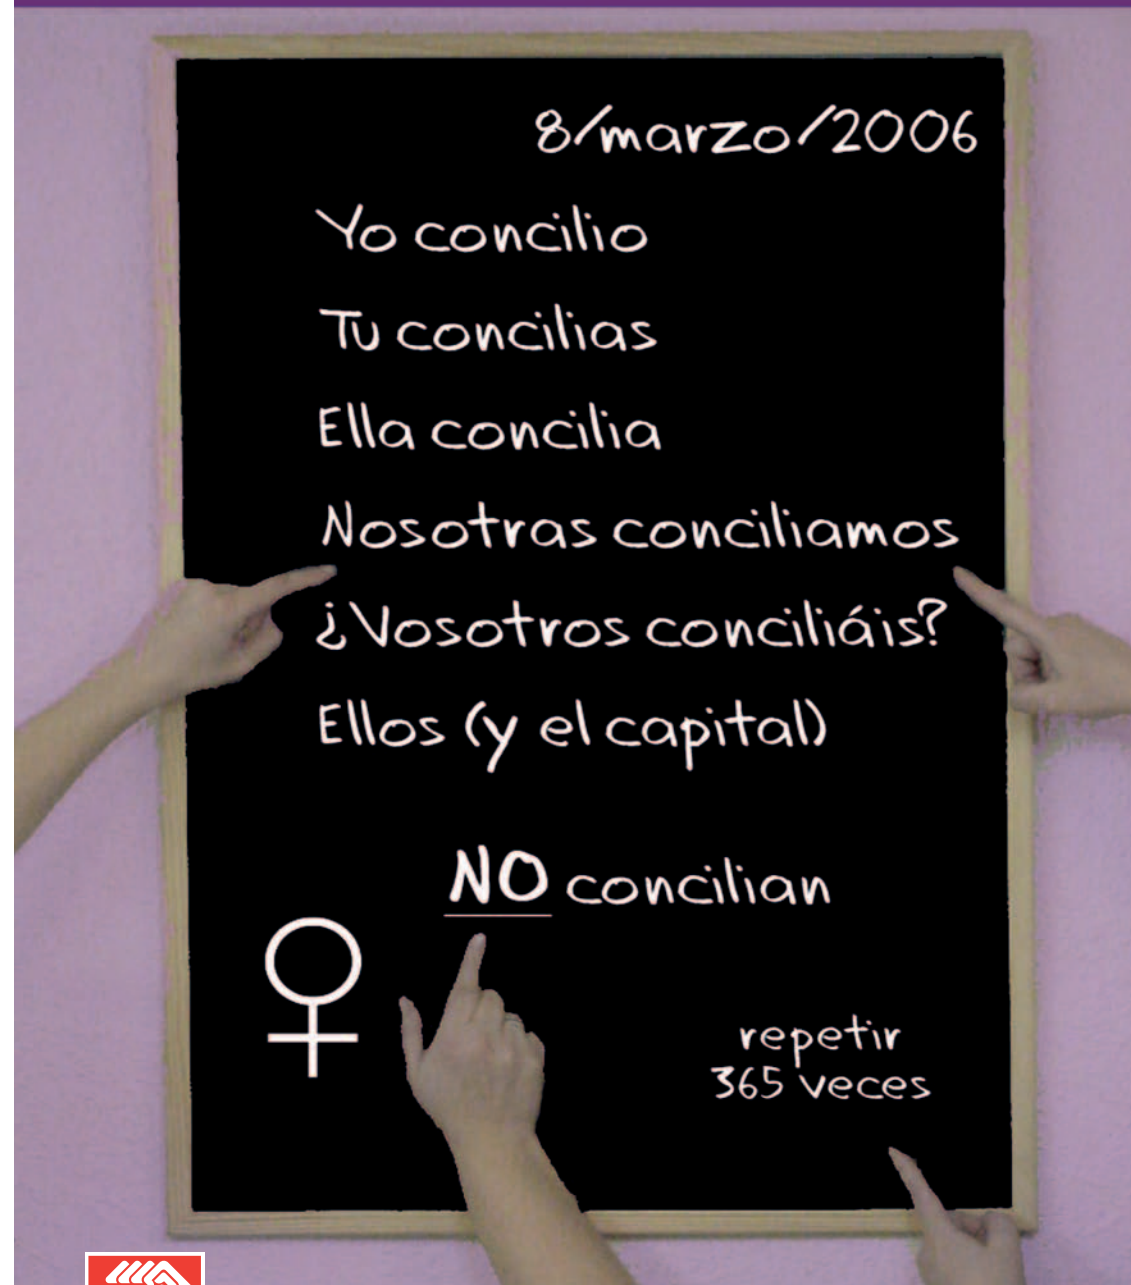 8/marzo/2006
Yo concilio
Tu concilias
Ella concilia
Nosotras conciliamos
¿Vosotros conciliáis?
Ellos (y el capital)
NO concilian
repetir
365 veces